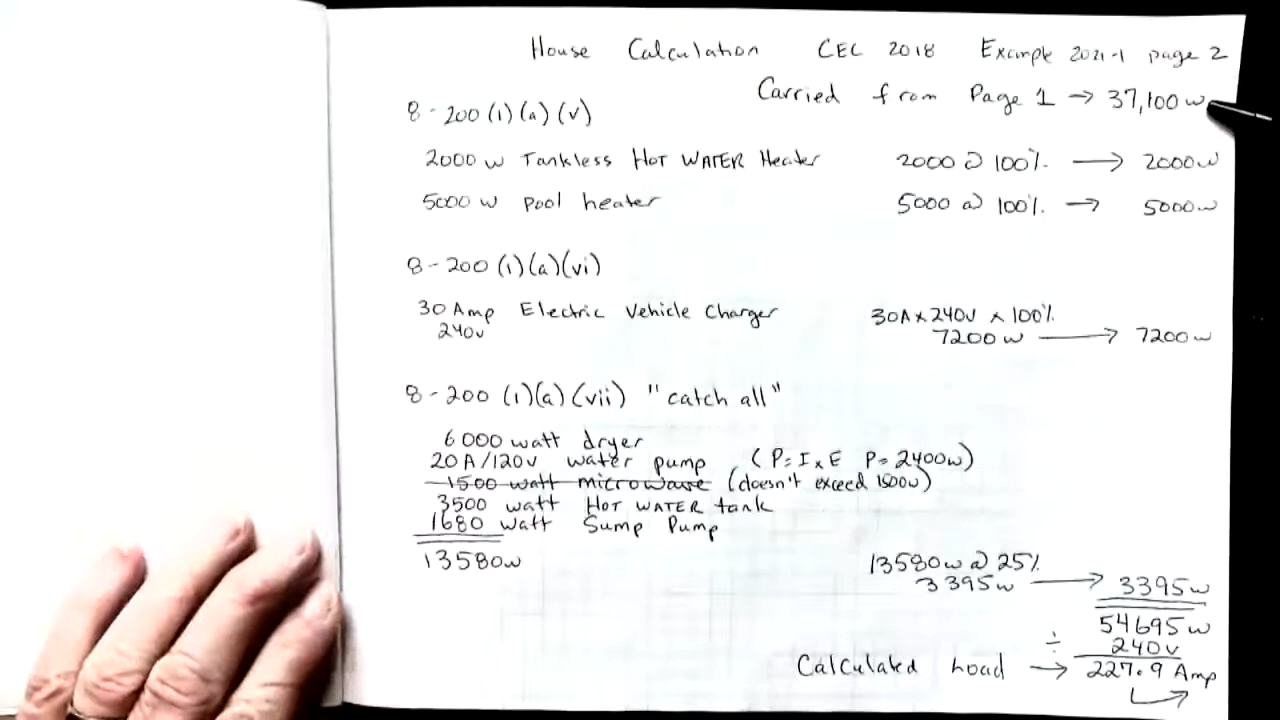 House Calculation CEC 2018 Example 2021-1 page 2
Carried from Page 1 → 37,100 w
8-200 (1)(a)(v)
2000 w Tankless HOT WATER Heater 2000 @ 100% → 2000w
5000 w pool heater 5000 @ 100% → 5000w
8-200 (1)(a)(vi)
30 Amp Electric Vehicle Charger 30A x 240V x 100%
240v 7200 w → 7200 w
8-200 (1)(a)(vii) "catch all"
6000 watt dryer
20 A/120v water pump (P=IxE P=2400w)
1500 watt microwave (doesn't exceed 1500w)
3500 watt HOT WATER tank
1680 watt Sump Pump
13580w 13580w @ 25%
3395w → 3395w
54695 w
÷ 240v
Calculated Load → 227.9 Amp